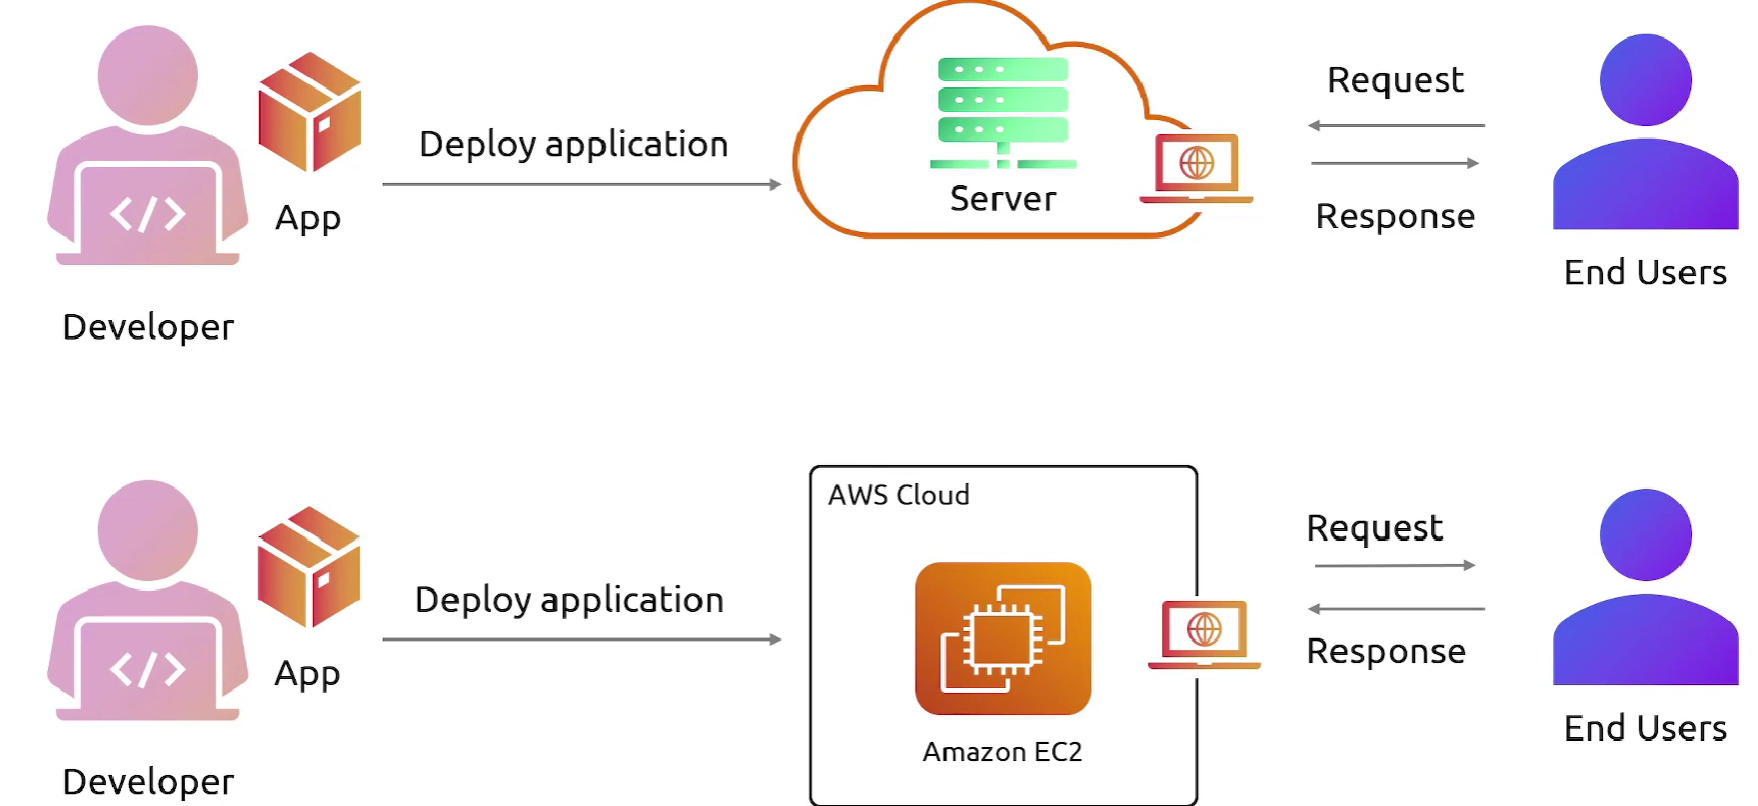 Deploy application
Request
Server
Response
App
End Users
Developer
AWS Cloud
Request
Deploy application
Response
App
Amazon EC2
End Users
Developer